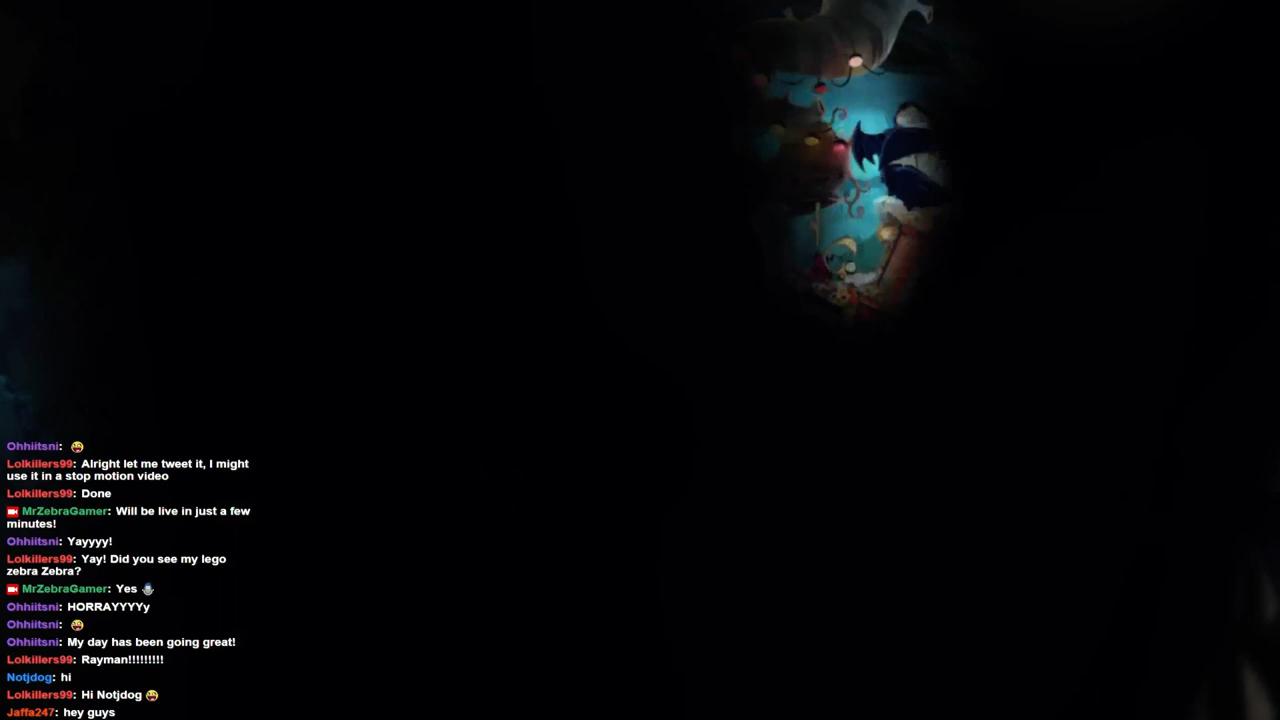 Ohhiitsni:
Lolkillers99: Alright let me tweet it, I might
use it in a stop motion video
Lolkillers99: Done
MrZebraGamer: Will be live in just a few
minutes!
Ohhiitsni: Yayyyy!
Lolkillers99: Yay! Did you see my lego
zebra Zebra?
MrZebraGamer: Yes
Ohhiitsni: HORRAYYYYy
Ohhiitsni:
Ohhiitsni: My day has been going great!
Lolkillers99: Rayman!!!!!!!!!
Notjdog: hi
Lolkillers99: Hi Notjdog
Jaffa247: hey guys